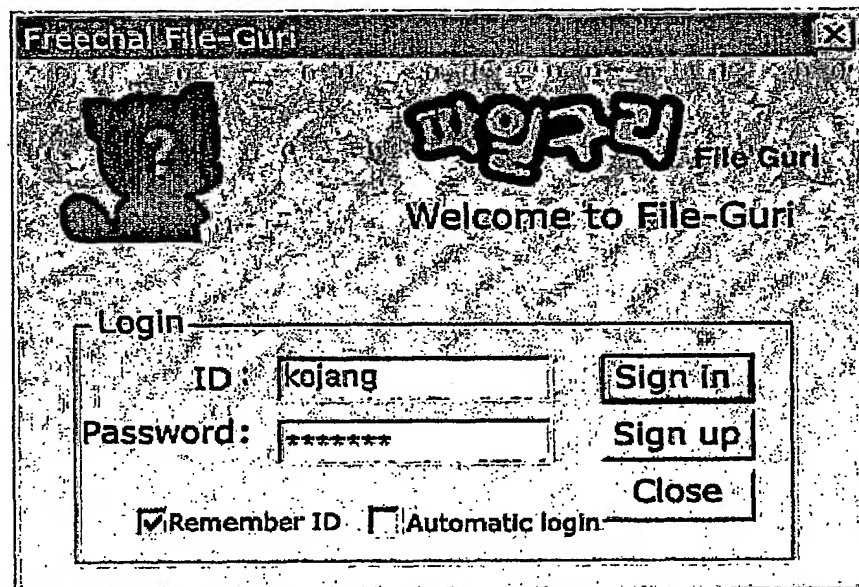 Freechal File-Guri
?
파일구리 File Guri
Welcome to File-Guri
Login
ID : kojang Sign in
Password: ******* Sign up
Close
Remember ID Automatic login